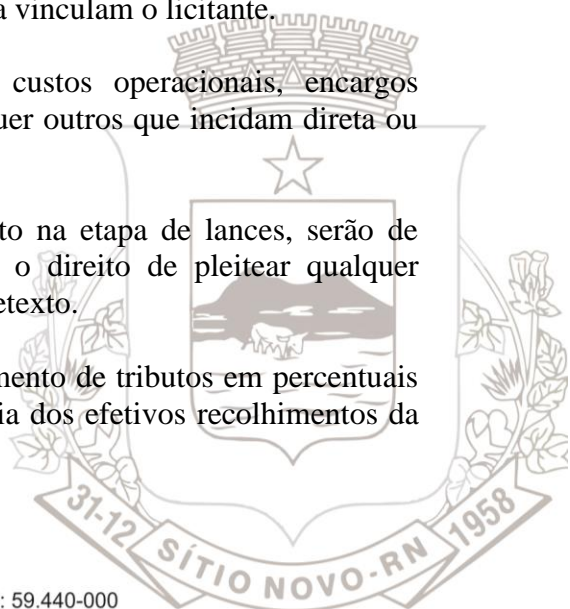 a vinculam o licitante.
custos operacionais, encargos
uer outros que incidam direta ou
to na etapa de lances, serão de
o direito de pleitear qualquer
etexto.
mento de tributos em percentuais
ia dos efetivos recolhimentos da
31-12 SÍTIO NOVO-RN 1958
: 59.440-000